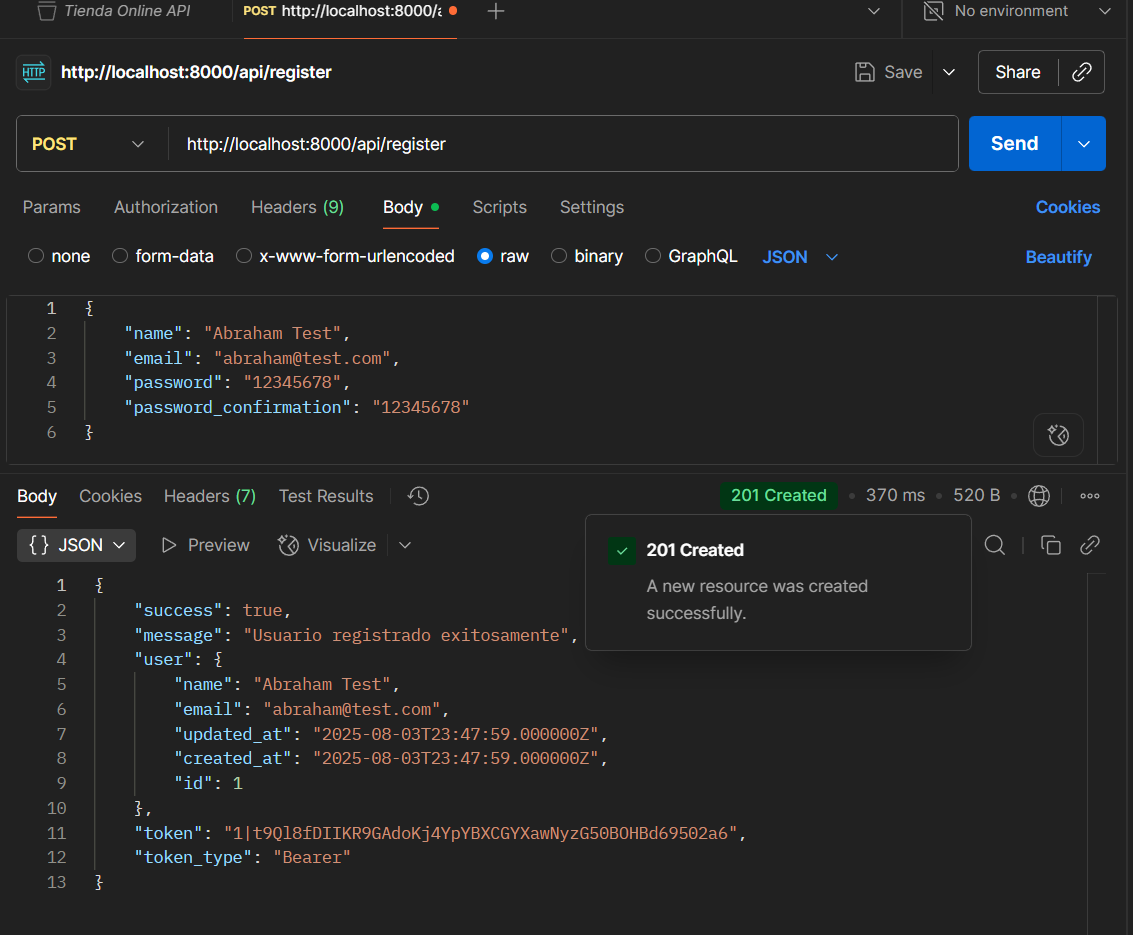 Tienda Online API POST http://localhost:8000/a No environment
HTTP http://localhost:8000/api/register Save Share
POST http://localhost:8000/api/register Send
Params Authorization Headers (9) Body Scripts Settings Cookies
none form-data x-www-form-urlencoded raw binary GraphQL JSON Beautify
1 {
2 "name": "Abraham Test",
3 "email": "abraham@test.com",
4 "password": "12345678",
5 "password_confirmation": "12345678"
6 }
Body Cookies Headers (7) Test Results 201 Created • 370 ms • 520 B •
{} JSON Preview Visualize
201 Created
A new resource was created
successfully.
1 {
2 "success": true,
3 "message": "Usuario registrado exitosamente",
4 "user": {
5 "name": "Abraham Test",
6 "email": "abraham@test.com",
7 "updated_at": "2025-08-03T23:47:59.000000Z",
8 "created_at": "2025-08-03T23:47:59.000000Z",
9 "id": 1
10 },
11 "token": "1|t9Ql8fDIIKR9GAdoKj4YpYBXCGYXawNyzG50BOHBd69502a6",
12 "token_type": "Bearer"
13 }